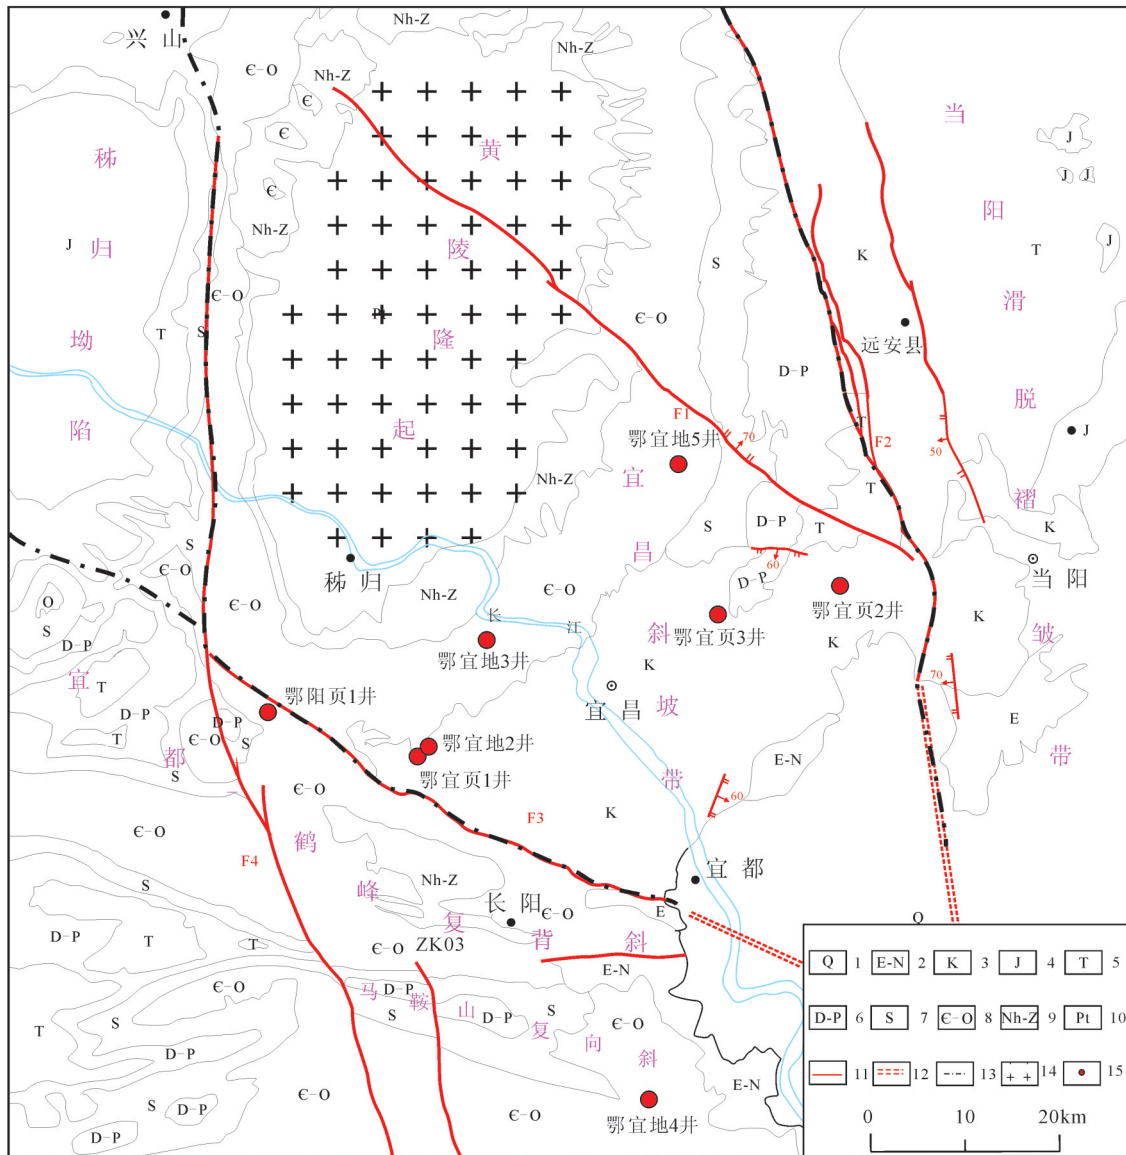 兴山
Nh-Z
Nh-Z
Є-O
Nh-Z
Є
Є
Є
Nh-Z
Є-O
秭归坳陷
J
T
S
黄陵隆起
Pt
Nh-Z
Nh-Z
Є-O
S
F1
70
K
远安县
D-P
T
F2
T
50
当阳滑脱褶皱带
J
J
J
T
J
J
鄂宜地5井
宜昌斜坡带
S
D-P
T
D-P
60
鄂宜页3井
鄂宜页2井
K
K
当阳
K
70
E
秭归
Nh-Z
Є-O
长江
鄂宜地3井
宜昌
K
S
Є-O
Є-O
O
S
D-P
T
D-P
T
Є-O
D-P
S
S
鄂阳页1井
鄂宜地2井
鄂宜页1井
宜都—鹤峰复背斜
Є-O
Є-O
F4
F3
K
60
E-N
宜都
Nh-Z
长阳
Є-O
E
Є-O
ZK03
E-N
S
D-P
T
T
马鞍山复向斜
D-P
S
D-P
S
Є-O
Є-O
T
S
D-P
Є-O
S
D-P
D-P
Є-O
鄂宜地4井
E-N
Q
Q 1 E-N 2 K 3 J 4 T 5
D-P 6 S 7 Є-O 8 Nh-Z 9 Pt 10
11 12 13 14 15
0 10 20km